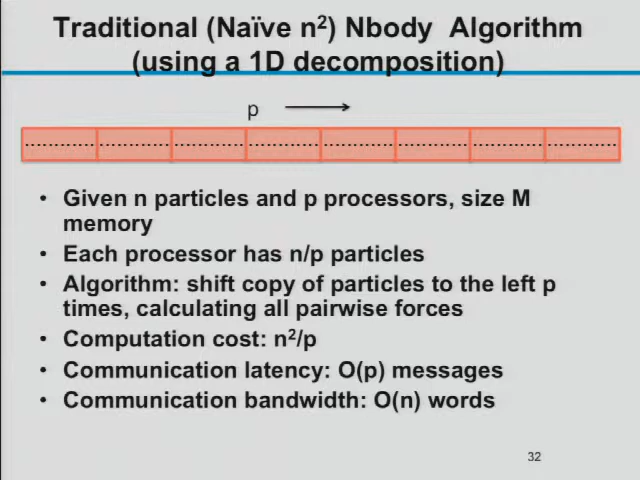 Traditional (Naïve n²) Nbody Algorithm
(using a 1D decomposition)
p
• Given n particles and p processors, size M
memory
• Each processor has n/p particles
• Algorithm: shift copy of particles to the left p
times, calculating all pairwise forces
• Computation cost: n²/p
• Communication latency: O(p) messages
• Communication bandwidth: O(n) words
32